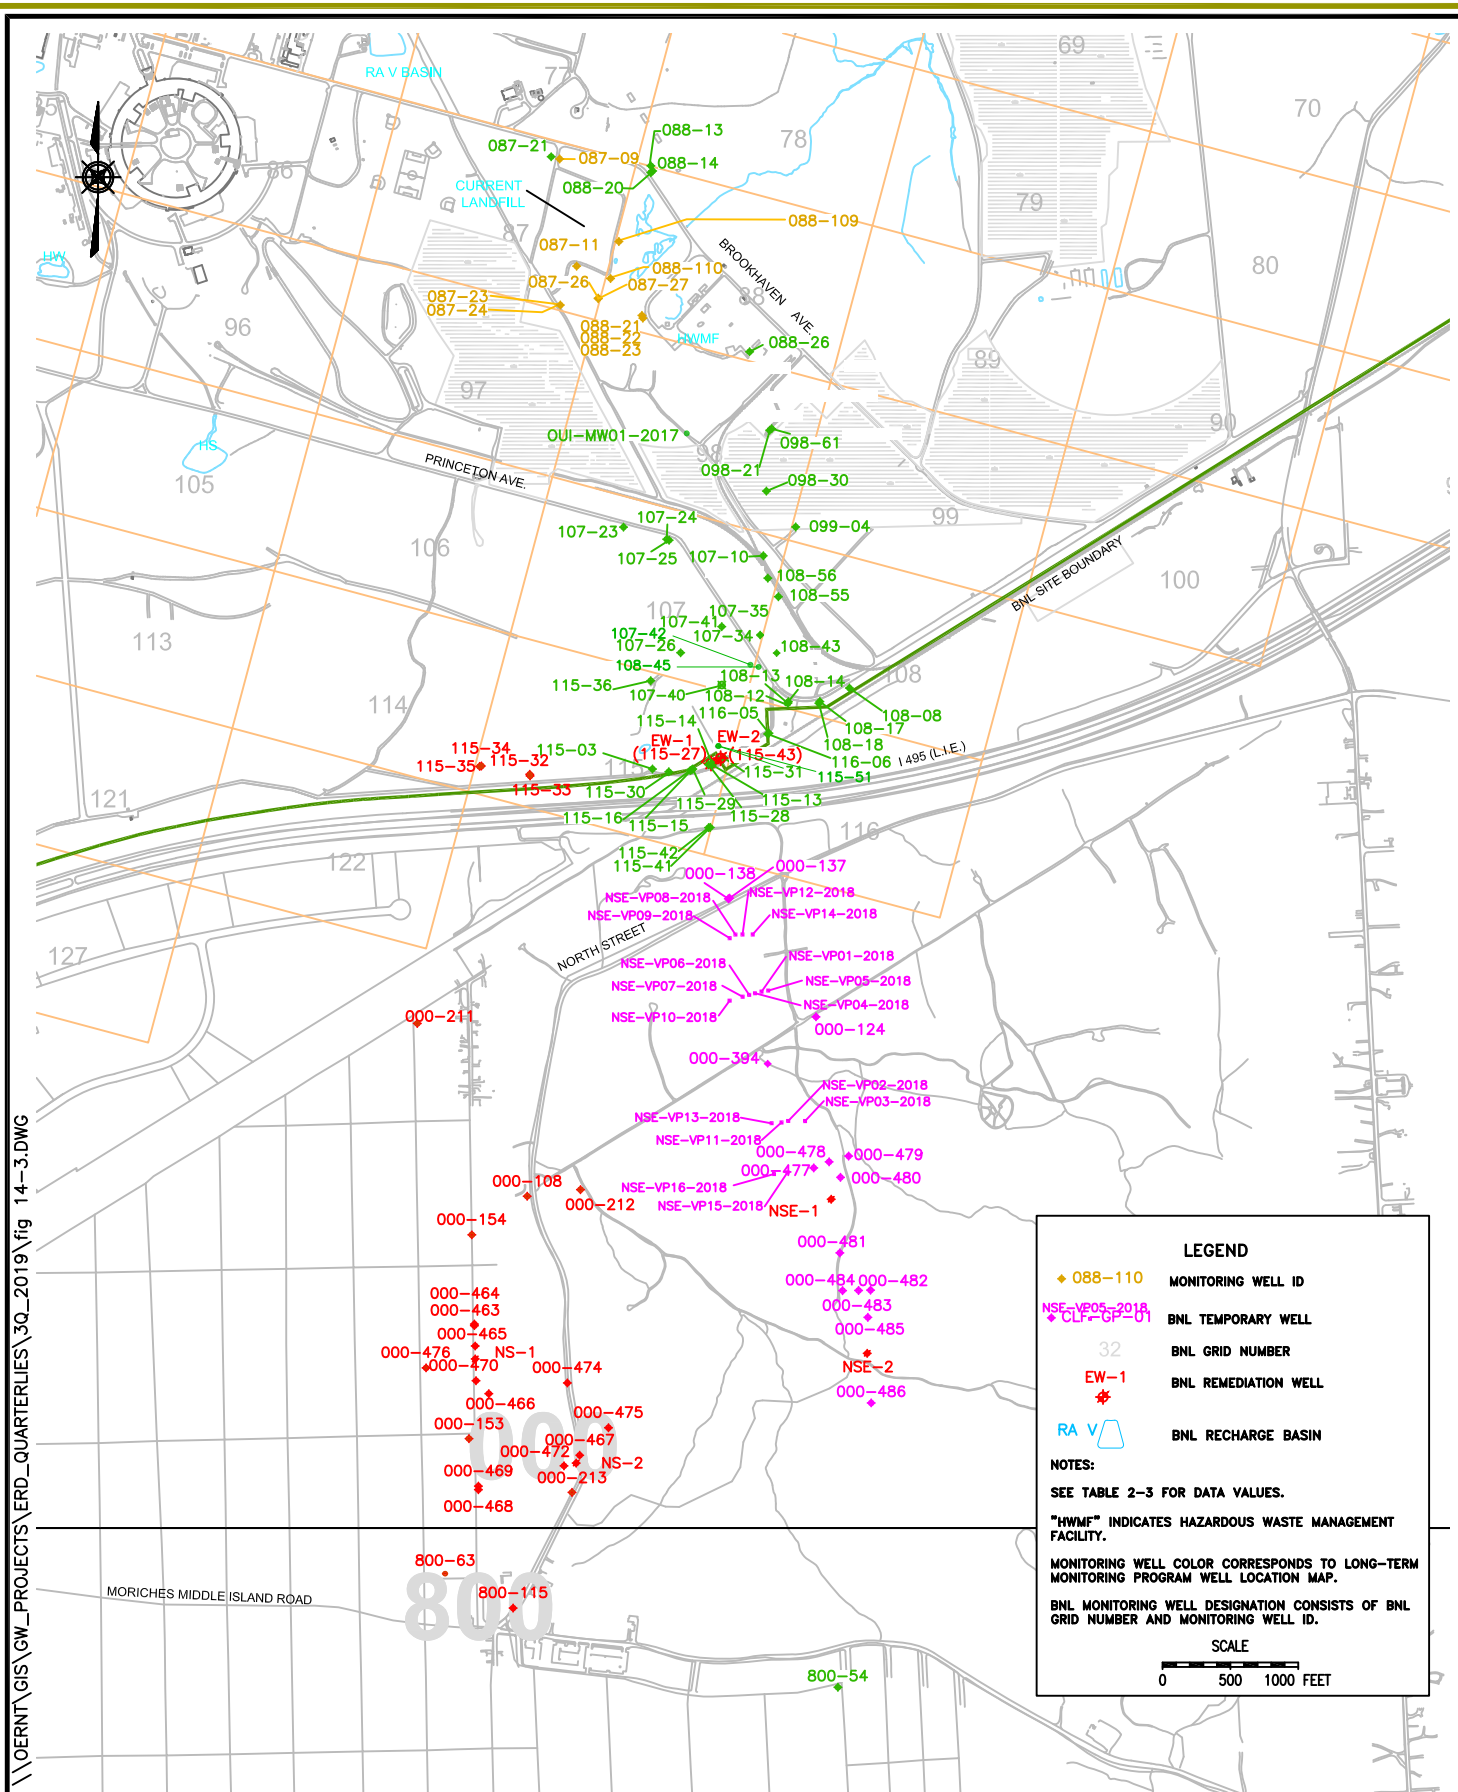 69
77
RA V BASIN
70
78
85
86
088-13
087-21
087-09
088-14
088-20
CURRENT
LANDFILL
79
87
088-109
087-11
BROOKHAVEN AVE.
HW
088-110
80
087-26
087-27
087-23
087-24
88
96
088-21
088-22
088-23
HWMF
088-26
89
97
90
OUI-MW01-2017
098-61
HS
98
PRINCETON AVE.
098-21
105
098-30
99
107-24
107-23
099-04
106
107-25
107-10
BNL SITE BOUNDARY
108-56
100
108-55
107
107-35
107-41
113
107-42
107-34
107-26
108-43
108-45
108-13
108
115-36
107-40
108-14
108-12
114
116-05
108-08
115-14
108-17
EW-1
EW-2
108-18
115-34
115-03
(115-27)
(115-43)
116-06
I 495 (L.I.E.)
115-35
115-32
115
115-31
115-51
115-33
115-30
121
115-29
115-13
115-16
115-15
115-28
116
122
115-42
115-41
000-137
000-138
NSE-VP08-2018
NSE-VP12-2018
NSE-VP09-2018
NSE-VP14-2018
127
NORTH STREET
NSE-VP06-2018
NSE-VP01-2018
NSE-VP07-2018
NSE-VP05-2018
NSE-VP04-2018
NSE-VP10-2018
000-211
000-124
000-394
NSE-VP02-2018
NSE-VP03-2018
NSE-VP13-2018
NSE-VP11-2018
000-478
000-479
000-477
000-480
000-108
NSE-VP16-2018
000-212
NSE-VP15-2018
NSE-1
000-154
000-481
000-464
000-484
000-482
000-463
000-483
000-465
000-485
000-476
NS-1
000-470
000-474
NSE-2
000-466
000-486
000-475
000-153
000
000-467
000-472
NS-2
000-469
000-213
000-468
800-63
800
800-115
MORICHES MIDDLE ISLAND ROAD
800-54
LEGEND
088-110 MONITORING WELL ID
NSE-VP05-2018
CLF-GP-01 BNL TEMPORARY WELL
32 BNL GRID NUMBER
EW-1 BNL REMEDIATION WELL
RA V BNL RECHARGE BASIN
NOTES:
SEE TABLE 2-3 FOR DATA VALUES.
"HWMF" INDICATES HAZARDOUS WASTE MANAGEMENT
FACILITY.
MONITORING WELL COLOR CORRESPONDS TO LONG-TERM
MONITORING PROGRAM WELL LOCATION MAP.
BNL MONITORING WELL DESIGNATION CONSISTS OF BNL
GRID NUMBER AND MONITORING WELL ID.
SCALE
0 500 1000 FEET
\\OERNT\GIS\GW_PROJECTS\ERD_QUARTERLIES\3Q_2019\fig 14-3.DWG